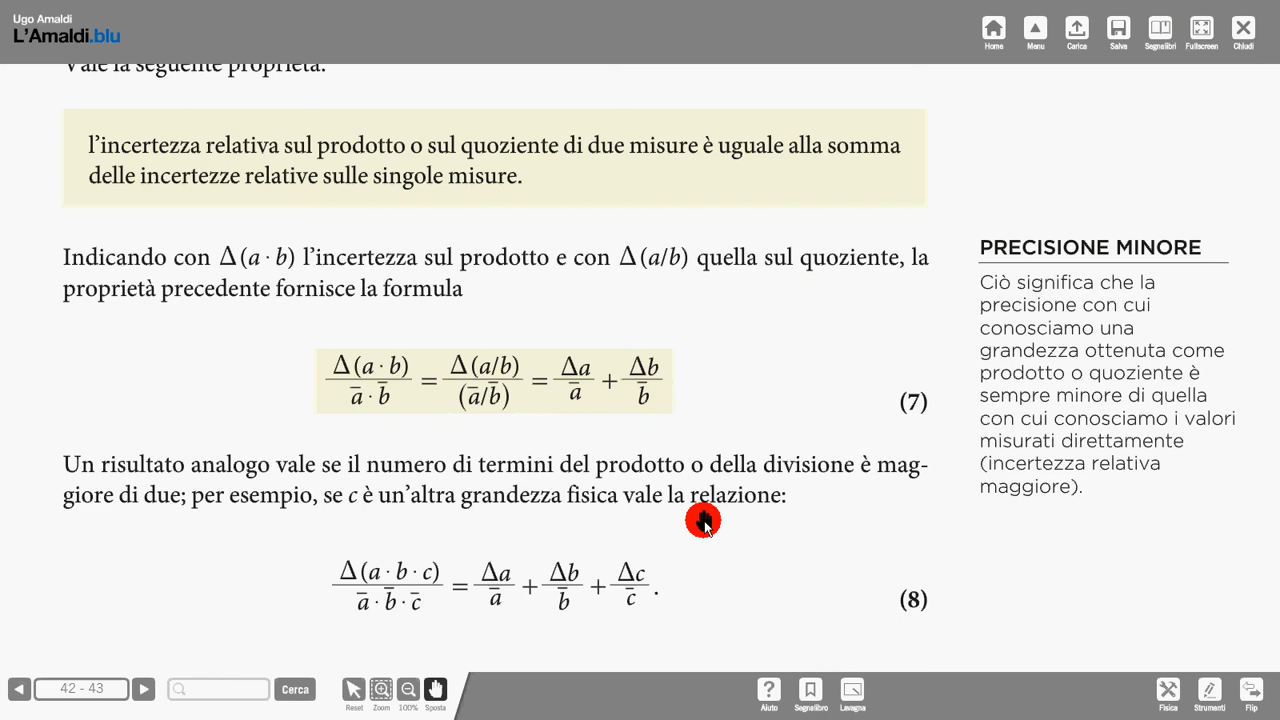 Ugo Amaldi
L'Amaldi.blu
Home Menu Carica Salva Segnalibri Fullscreen Chiudi
Vale la seguente proprietà:
l'incertezza relativa sul prodotto o sul quoziente di due misure è uguale alla somma
delle incertezze relative sulle singole misure.
Indicando con Δ(a · b) l'incertezza sul prodotto e con Δ(a/b) quella sul quoziente, la
proprietà precedente fornisce la formula
Δ(a · b) / (a̅ · b̅) = Δ(a/b) / (a̅/b̅) = Δa / a̅ + Δb / b̅
(7)
Un risultato analogo vale se il numero di termini del prodotto o della divisione è mag-
giore di due; per esempio, se c è un'altra grandezza fisica vale la relazione:
Δ(a · b · c) / (a̅ · b̅ · c̅) = Δa / a̅ + Δb / b̅ + Δc / c̅ .
(8)
PRECISIONE MINORE
Ciò significa che la
precisione con cui
conosciamo una
grandezza ottenuta come
prodotto o quoziente è
sempre minore di quella
con cui conosciamo i valori
misurati direttamente
(incertezza relativa
maggiore).
42 - 43
Cerca
Reset Zoom 100% Sposta
Aiuto Segnalibro Lavagna
Fisica Strumenti Flip